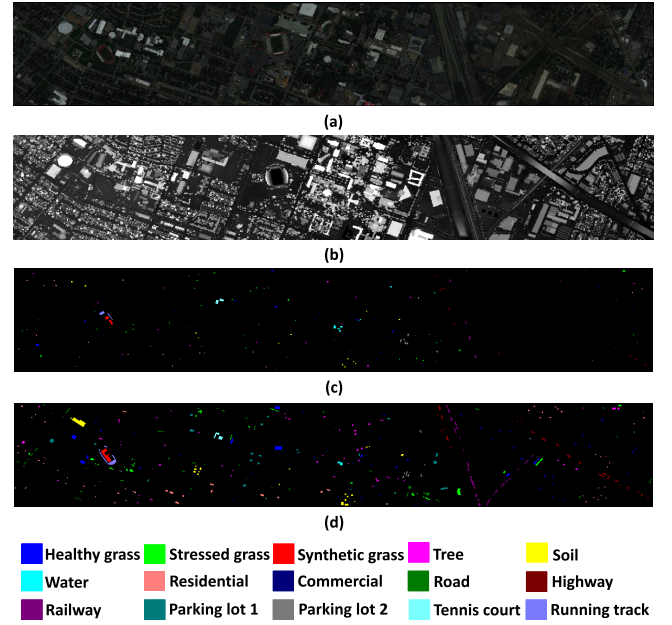 (a)
(b)
(c)
(d)
Healthy grass Stressed grass Synthetic grass Tree Soil
Water Residential Commercial Road Highway
Railway Parking lot 1 Parking lot 2 Tennis court Running track